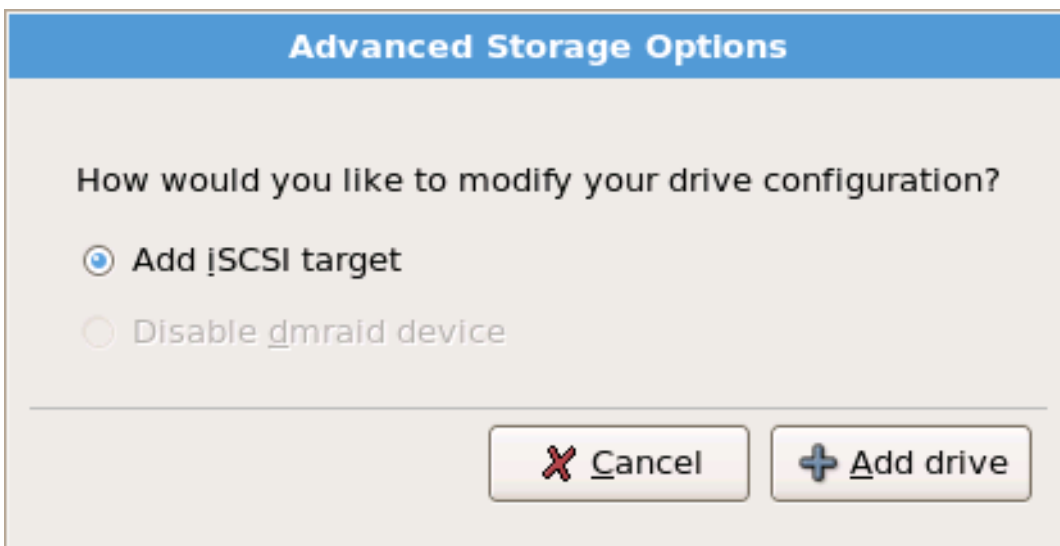 Advanced Storage Options
How would you like to modify your drive configuration?
Add iSCSI target
Disable dmraid device
Cancel
Add drive